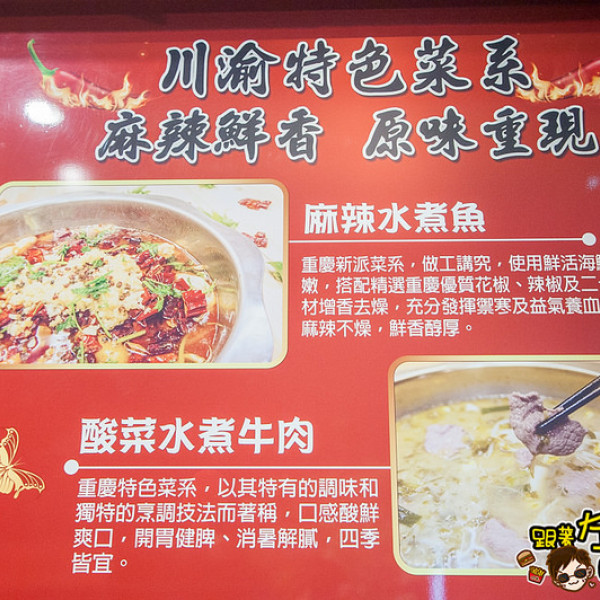 川渝特色菜系
麻辣鮮香 原味重現
麻辣水煮魚
重慶新派菜系，做工講究，使用鮮活海
嫩，搭配精選重慶優質花椒、辣椒及二
材增香去燥，充分發揮禦寒及益氣養血
麻辣不燥，鮮香醇厚。
酸菜水煮牛肉
重慶特色菜系，以其特有的調味和
獨特的烹調技法而著稱，口感酸鮮
爽口，開胃健脾、消暑解膩，四季
皆宜。
跟著